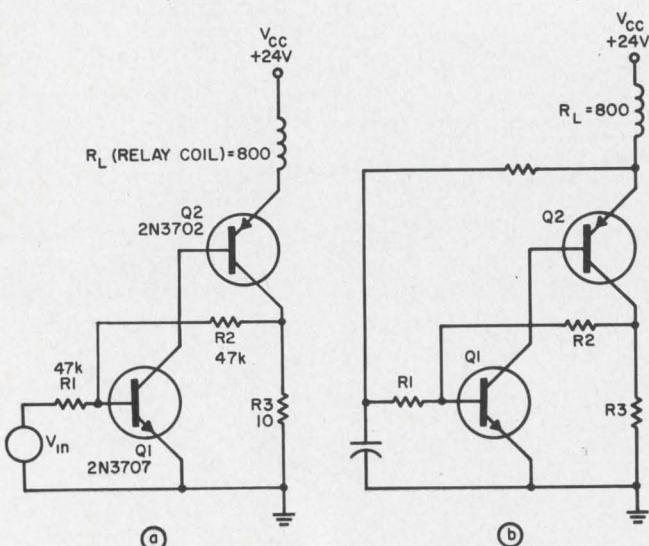 VCC
+24V
RL (RELAY COIL)=800
Q2
2N3702
R2
47k
47k
R1
R3
10
Vin
Q1
2N3707
a
VCC
+24V
RL=800
Q2
R2
Q1
R1
R3
b